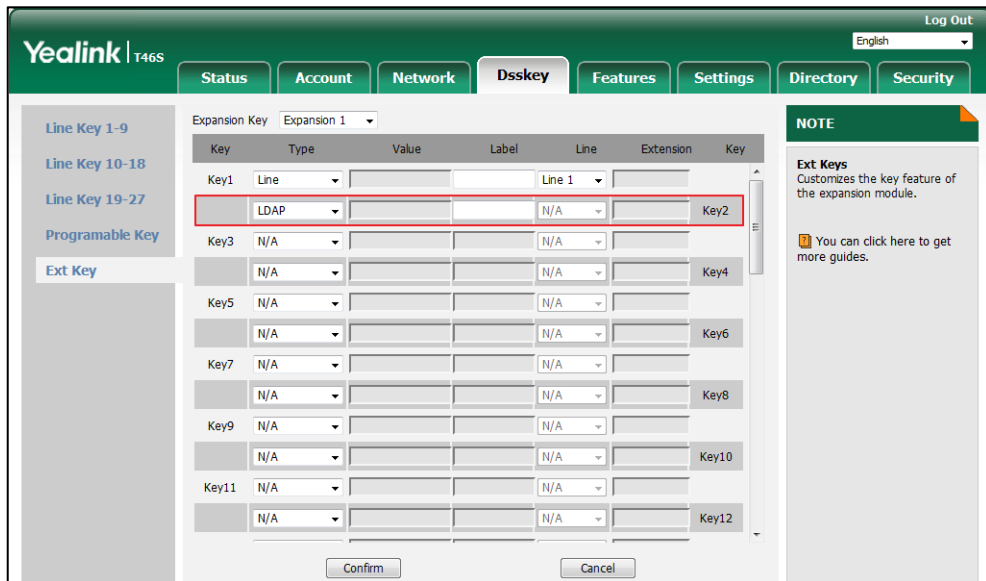 Log Out
Yealink T46S
English
Status Account Network Dsskey Features Settings Directory Security
Line Key 1-9
Line Key 10-18
Line Key 19-27
Programable Key
Ext Key
Expansion Key Expansion 1
Key Type Value Label Line Extension Key
Key1 Line Line 1
LDAP N/A Key2
Key3 N/A N/A
N/A N/A Key4
Key5 N/A N/A
N/A N/A Key6
Key7 N/A N/A
N/A N/A Key8
Key9 N/A N/A
N/A N/A Key10
Key11 N/A N/A
N/A N/A Key12
Confirm Cancel
NOTE
Ext Keys
Customizes the key feature of
the expansion module.
You can click here to get
more guides.